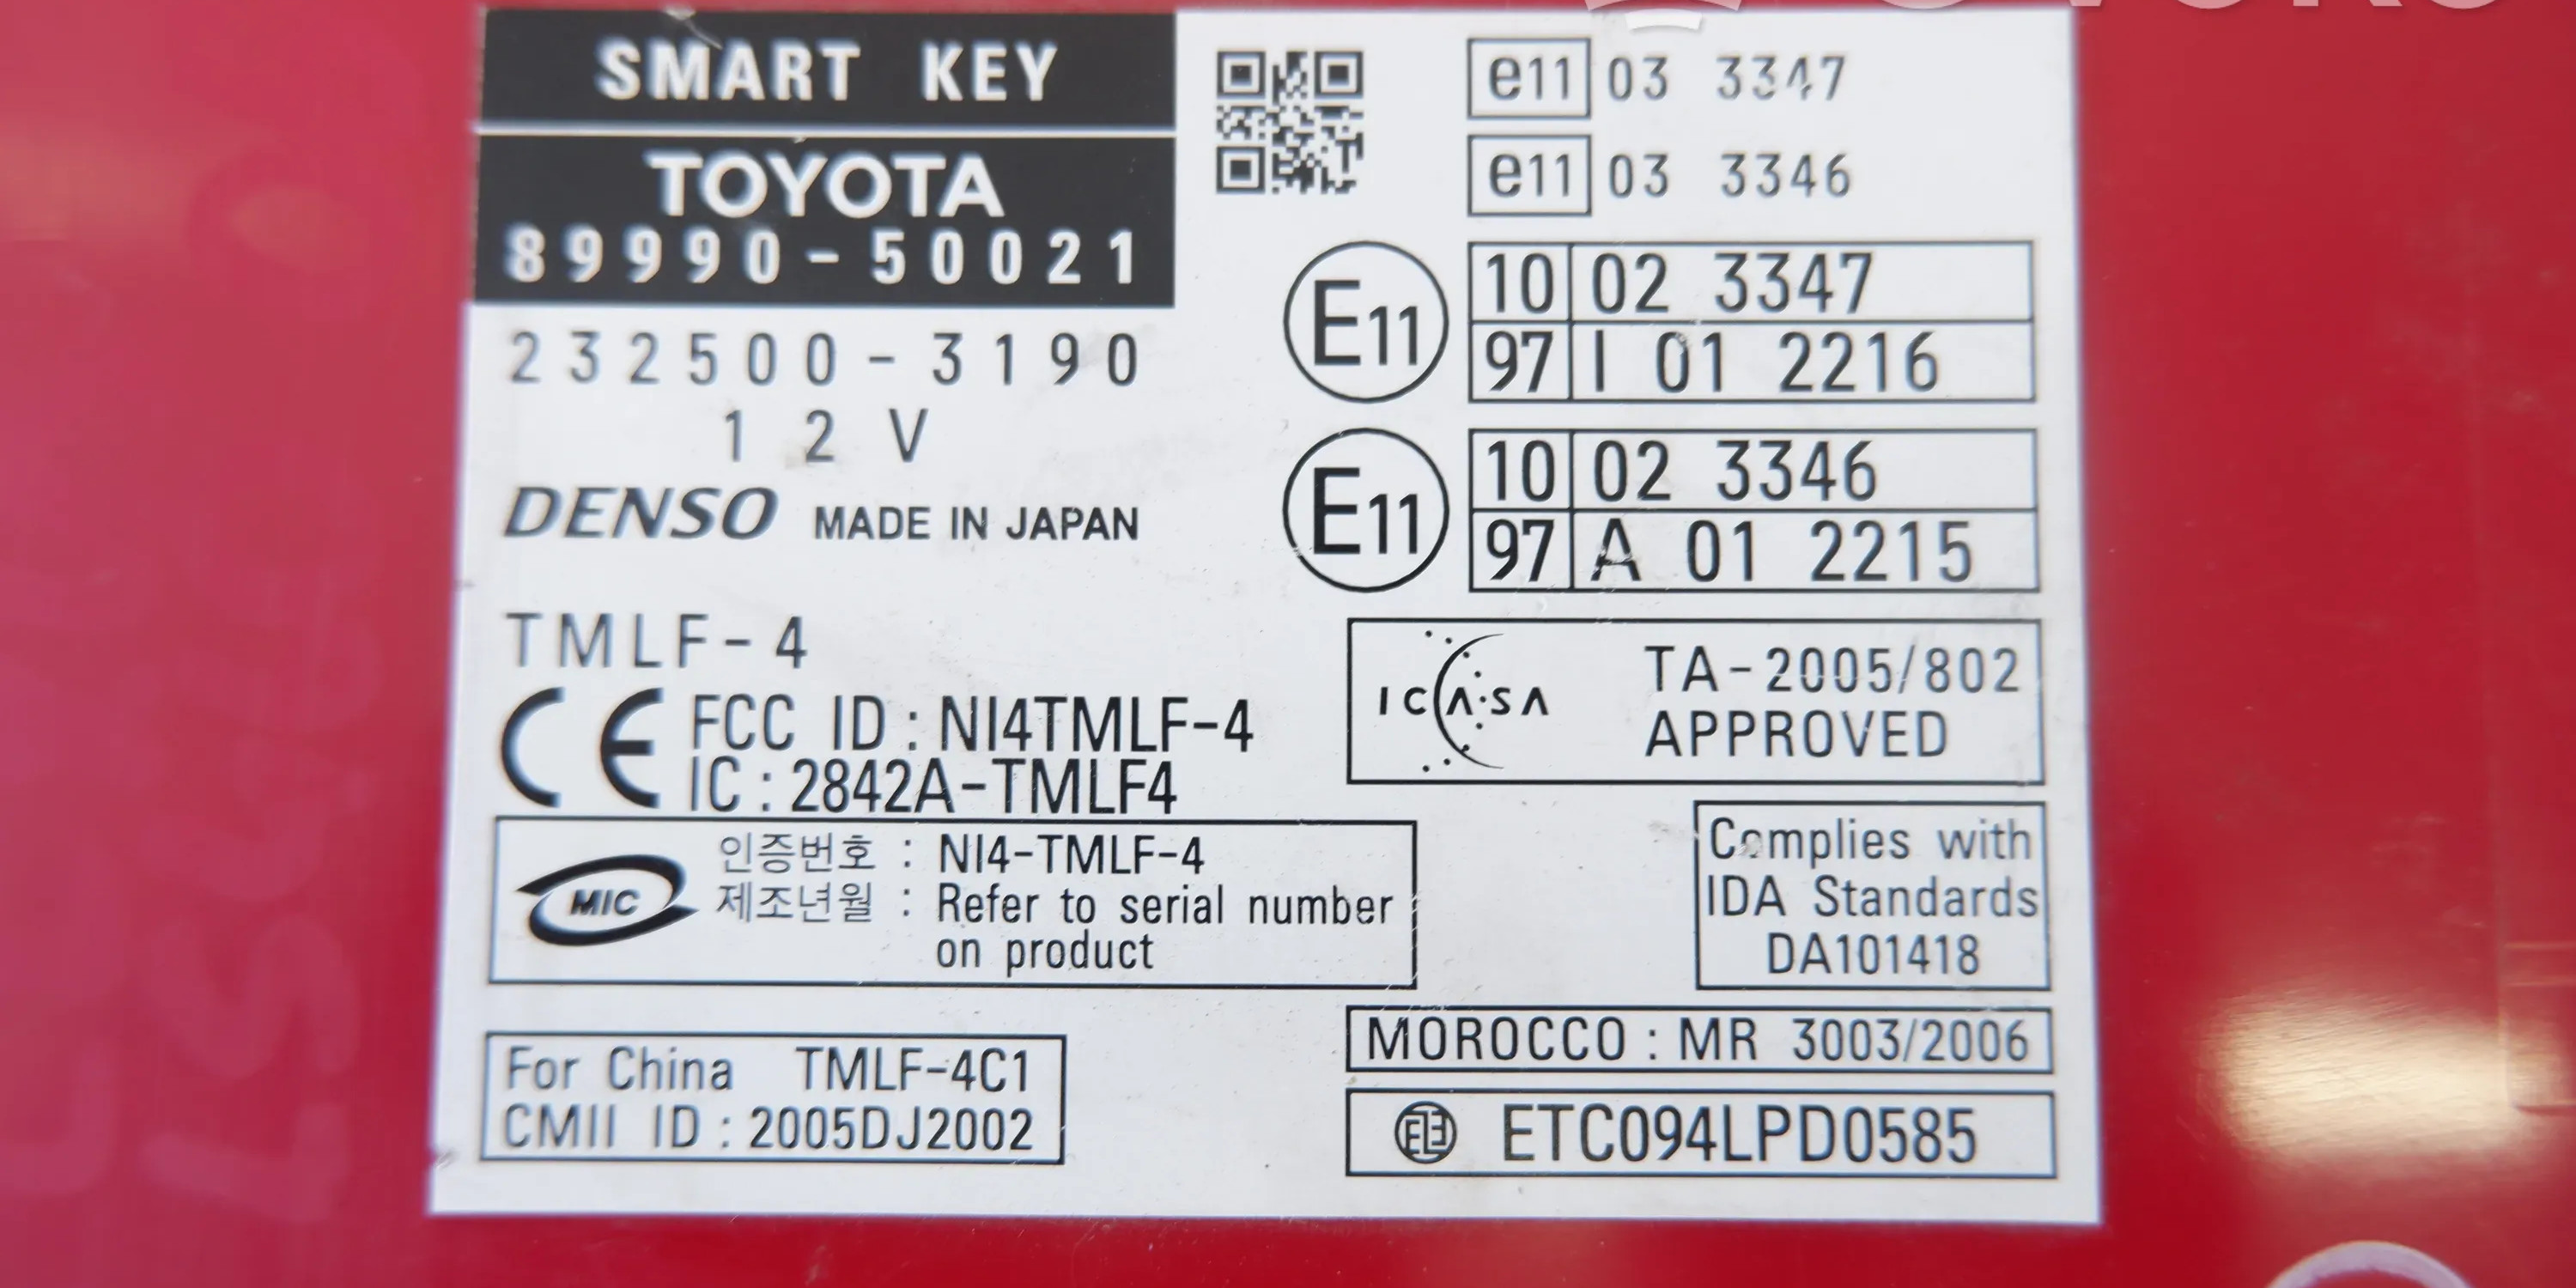 SMART KEY
TOYOTA
89990-50021
232500-3190
12V
DENSO MADE IN JAPAN
TMLF-4
CE FCC ID : NI4TMLF-4
IC : 2842A-TMLF4
MIC 인증번호 : NI4-TMLF-4
제조년월 : Refer to serial number
on product
For China TMLF-4C1
CMII ID : 2005DJ2002
e11 03 3347
e11 03 3346
E11 10 02 3347
97 I 01 2216
E11 10 02 3346
97 A 01 2215
ICASA TA-2005/802
APPROVED
Complies with
IDA Standards
DA101418
MOROCCO : MR 3003/2006
ETC094LPD0585